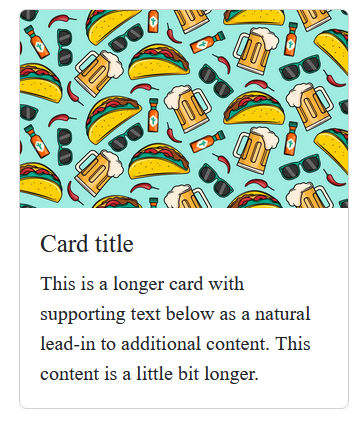 Card title
This is a longer card with
supporting text below as a natural
lead-in to additional content. This
content is a little bit longer.